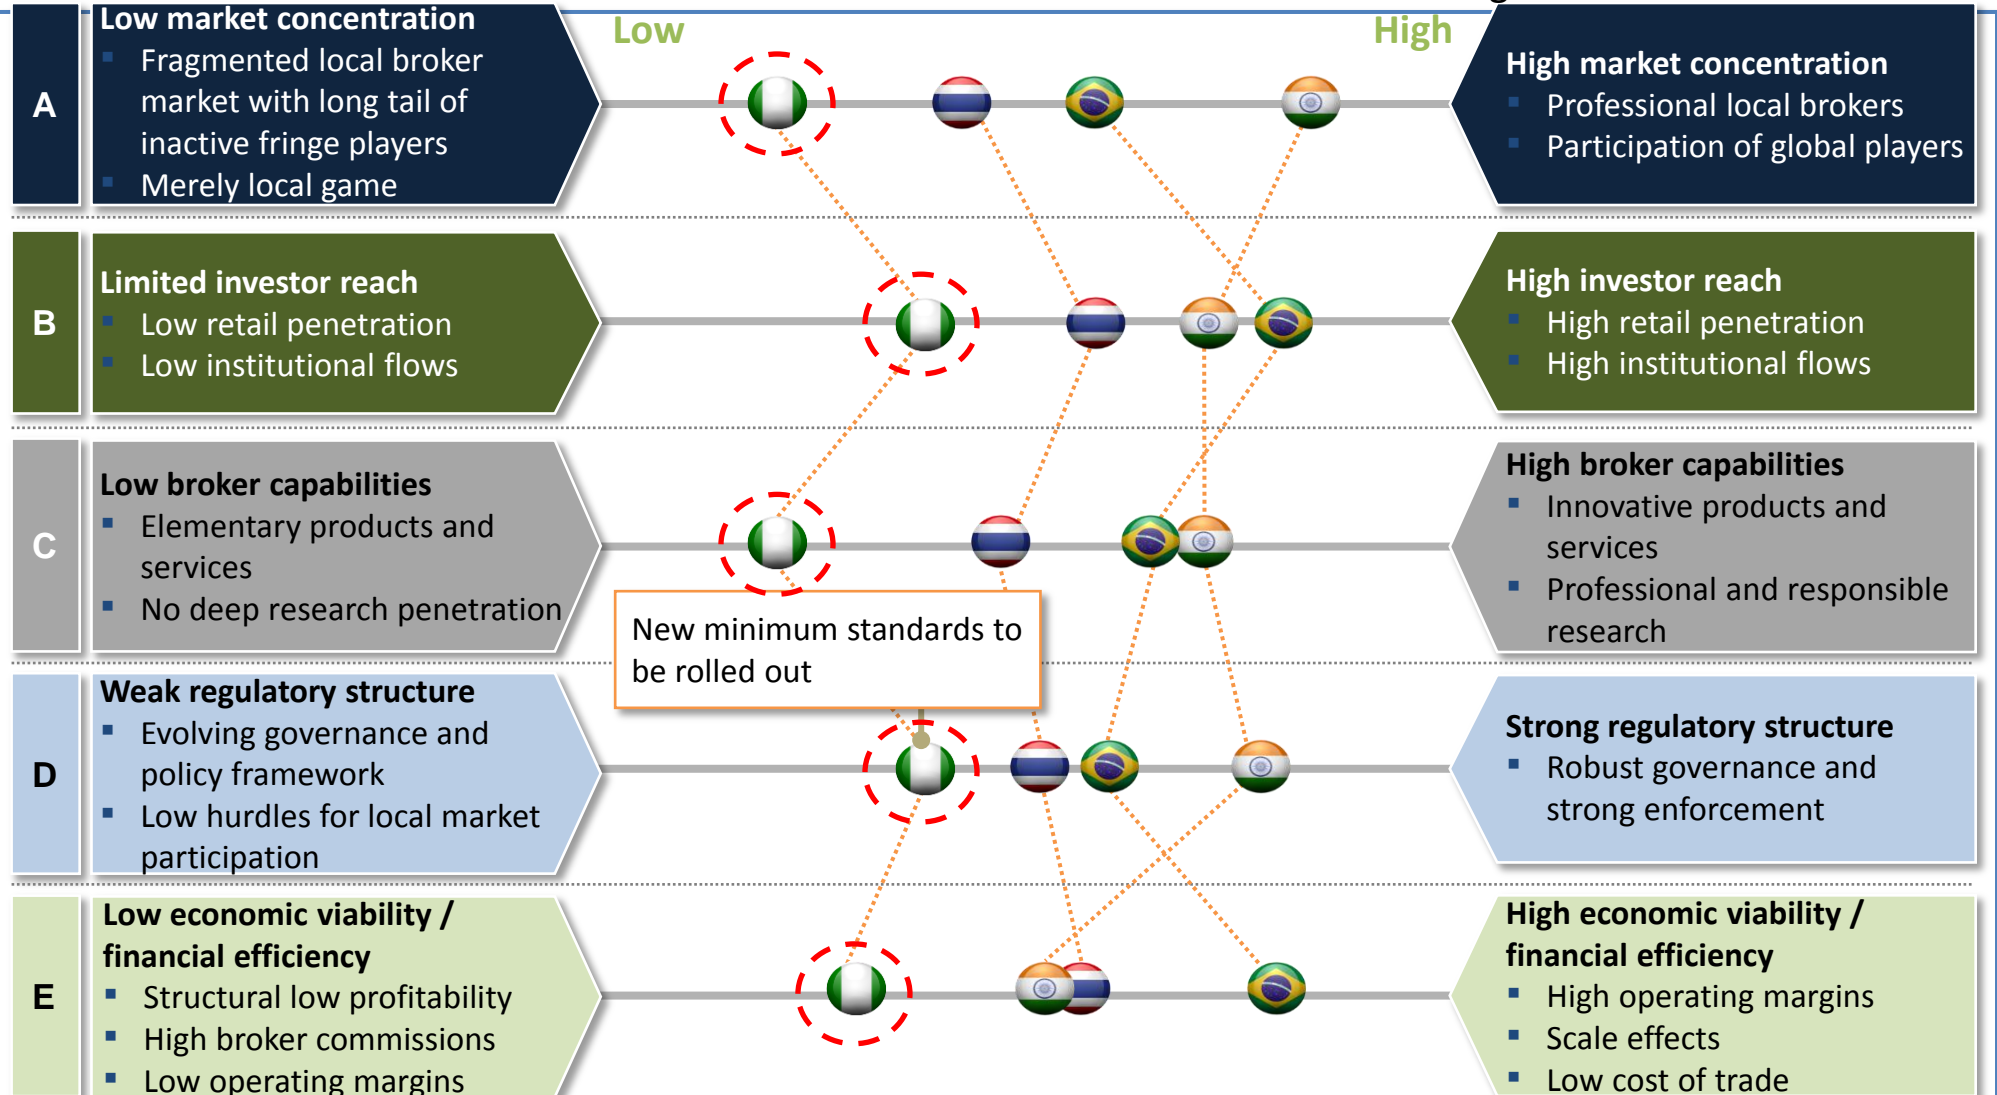 Low
High
A
Low market concentration
Fragmented local broker
market with long tail of
inactive fringe players
Merely local game
High market concentration
Professional local brokers
Participation of global players
B
Limited investor reach
Low retail penetration
Low institutional flows
High investor reach
High retail penetration
High institutional flows
C
Low broker capabilities
Elementary products and
services
No deep research penetration
High broker capabilities
Innovative products and
services
Professional and responsible
research
New minimum standards to
be rolled out
D
Weak regulatory structure
Evolving governance and
policy framework
Low hurdles for local market
participation
Strong regulatory structure
Robust governance and
strong enforcement
E
Low economic viability /
financial efficiency
Structural low profitability
High broker commissions
Low operating margins
High economic viability /
financial efficiency
High operating margins
Scale effects
Low cost of trade